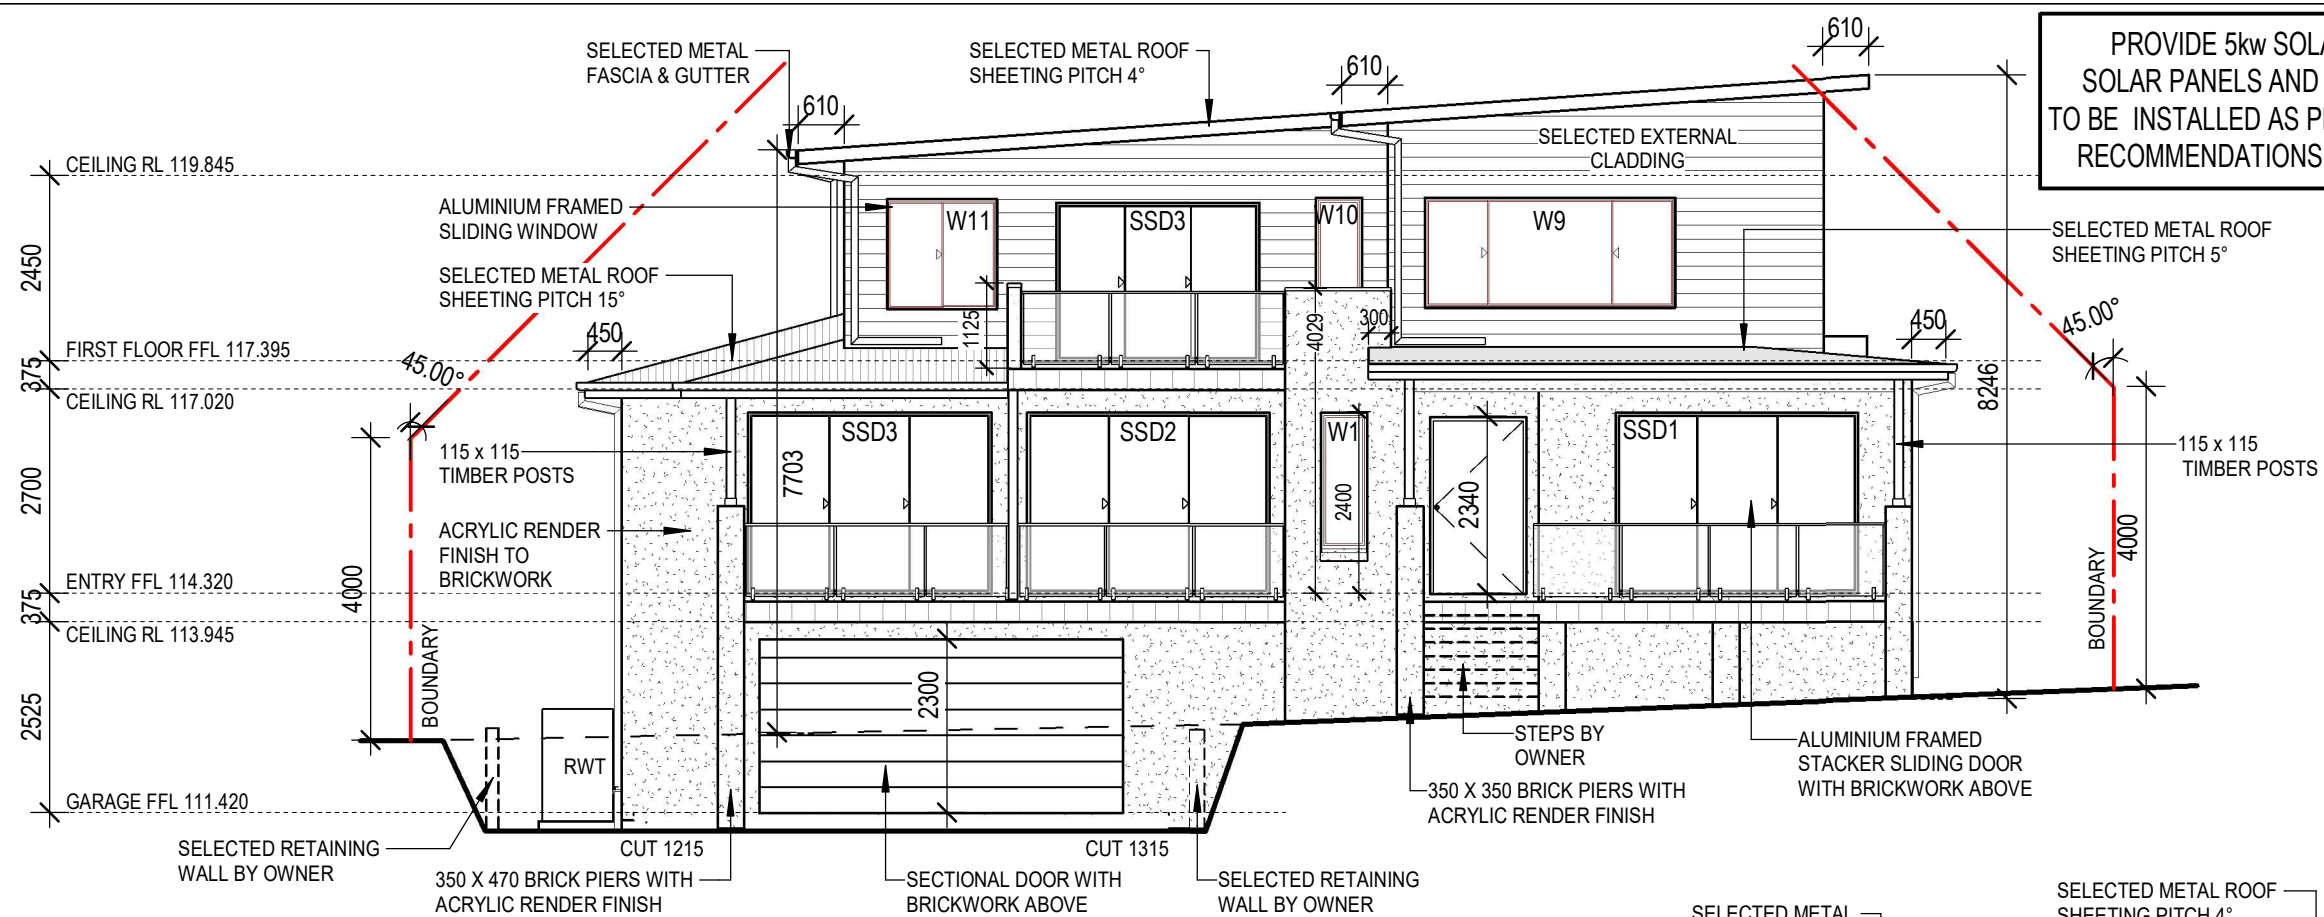 SELECTED METAL
FASCIA & GUTTER
SELECTED METAL ROOF
SHEETING PITCH 4°
610
610
610
PROVIDE 5kw SOLA
SOLAR PANELS AND
TO BE INSTALLED AS P
RECOMMENDATIONS
SELECTED EXTERNAL
CLADDING
CEILING RL 119.845
ALUMINIUM FRAMED
SLIDING WINDOW
W11
SSD3
W10
W9
SELECTED METAL ROOF
SHEETING PITCH 5°
SELECTED METAL ROOF
SHEETING PITCH 15°
2450
1125
4029
300
450
450
45.00°
45.00°
FIRST FLOOR FFL 117.395
375
CEILING RL 117.020
8246
115 x 115
TIMBER POSTS
SSD3
SSD2
W1
SSD1
115 x 115
TIMBER POSTS
2700
7703
2400
2340
ACRYLIC RENDER
FINISH TO
BRICKWORK
4000
4000
ENTRY FFL 114.320
375
CEILING RL 113.945
BOUNDARY
BOUNDARY
2525
2300
RWT
STEPS BY
OWNER
ALUMINIUM FRAMED
STACKER SLIDING DOOR
WITH BRICKWORK ABOVE
350 X 350 BRICK PIERS WITH
ACRYLIC RENDER FINISH
GARAGE FFL 111.420
CUT 1215
CUT 1315
SELECTED RETAINING
WALL BY OWNER
350 X 470 BRICK PIERS WITH
ACRYLIC RENDER FINISH
SECTIONAL DOOR WITH
BRICKWORK ABOVE
SELECTED RETAINING
WALL BY OWNER
SELECTED METAL
SELECTED METAL ROOF
SHEETING PITCH 4°